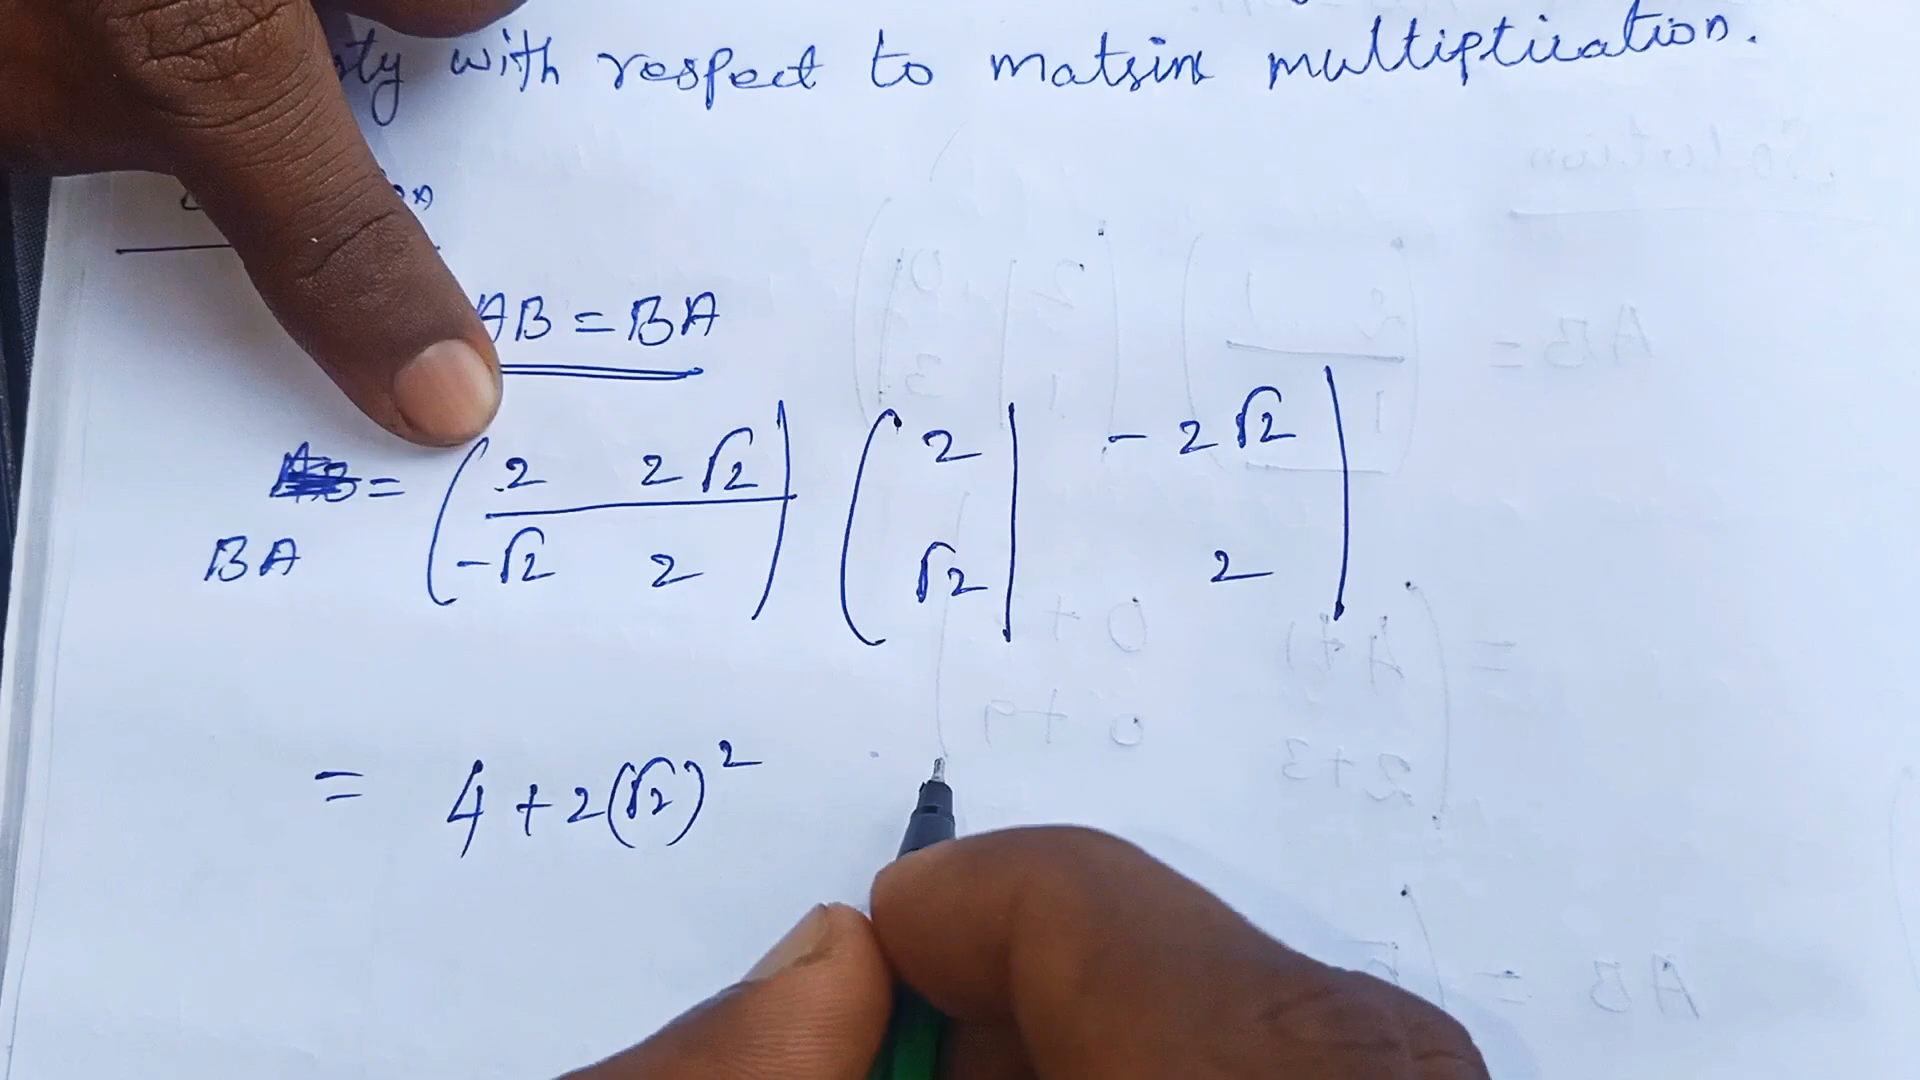 with respect to matrix multiplication.
AB = BA
= ( 2 2√2 ) ( 2 | - 2√2 )
BA ( -√2 2 ) ( √2 | 2 )
= 4 + 2(√2)²